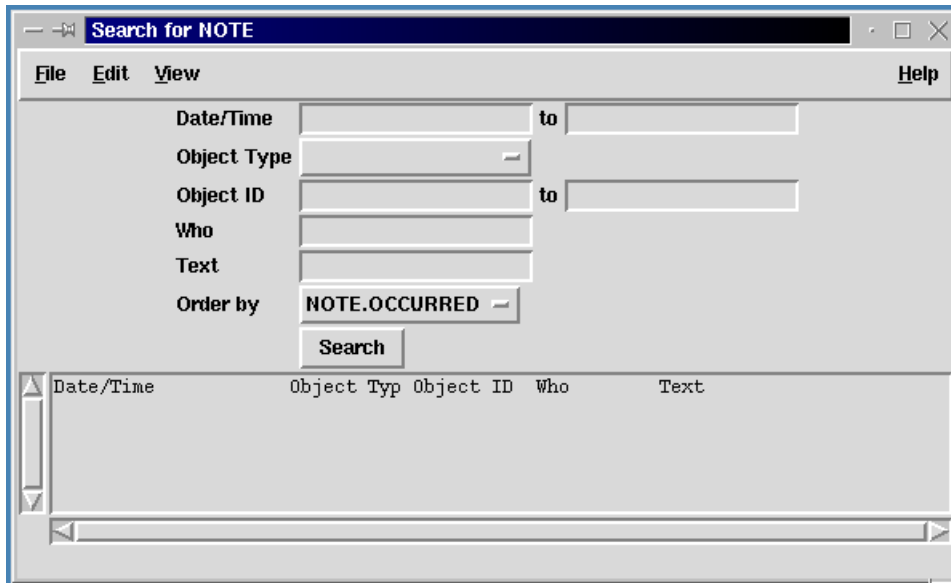 Search for NOTE
File Edit View Help
Date/Time to
Object Type
Object ID to
Who
Text
Order by NOTE.OCCURRED
Search
Date/Time Object Typ Object ID Who Text